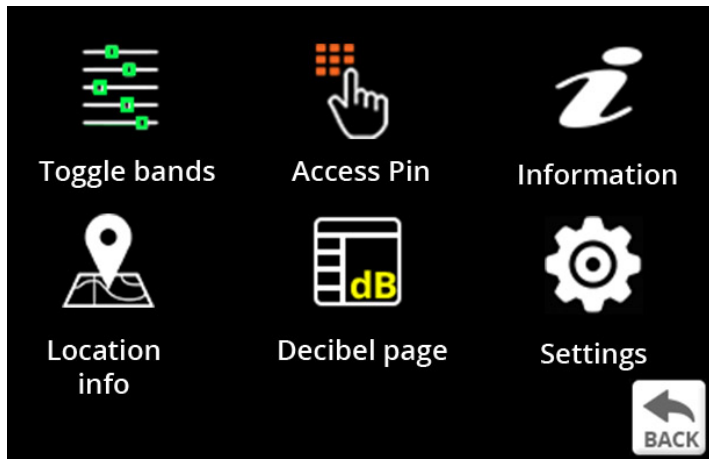 Toggle bands
Access Pin
Information
dB
Location
info
Decibel page
Settings
BACK